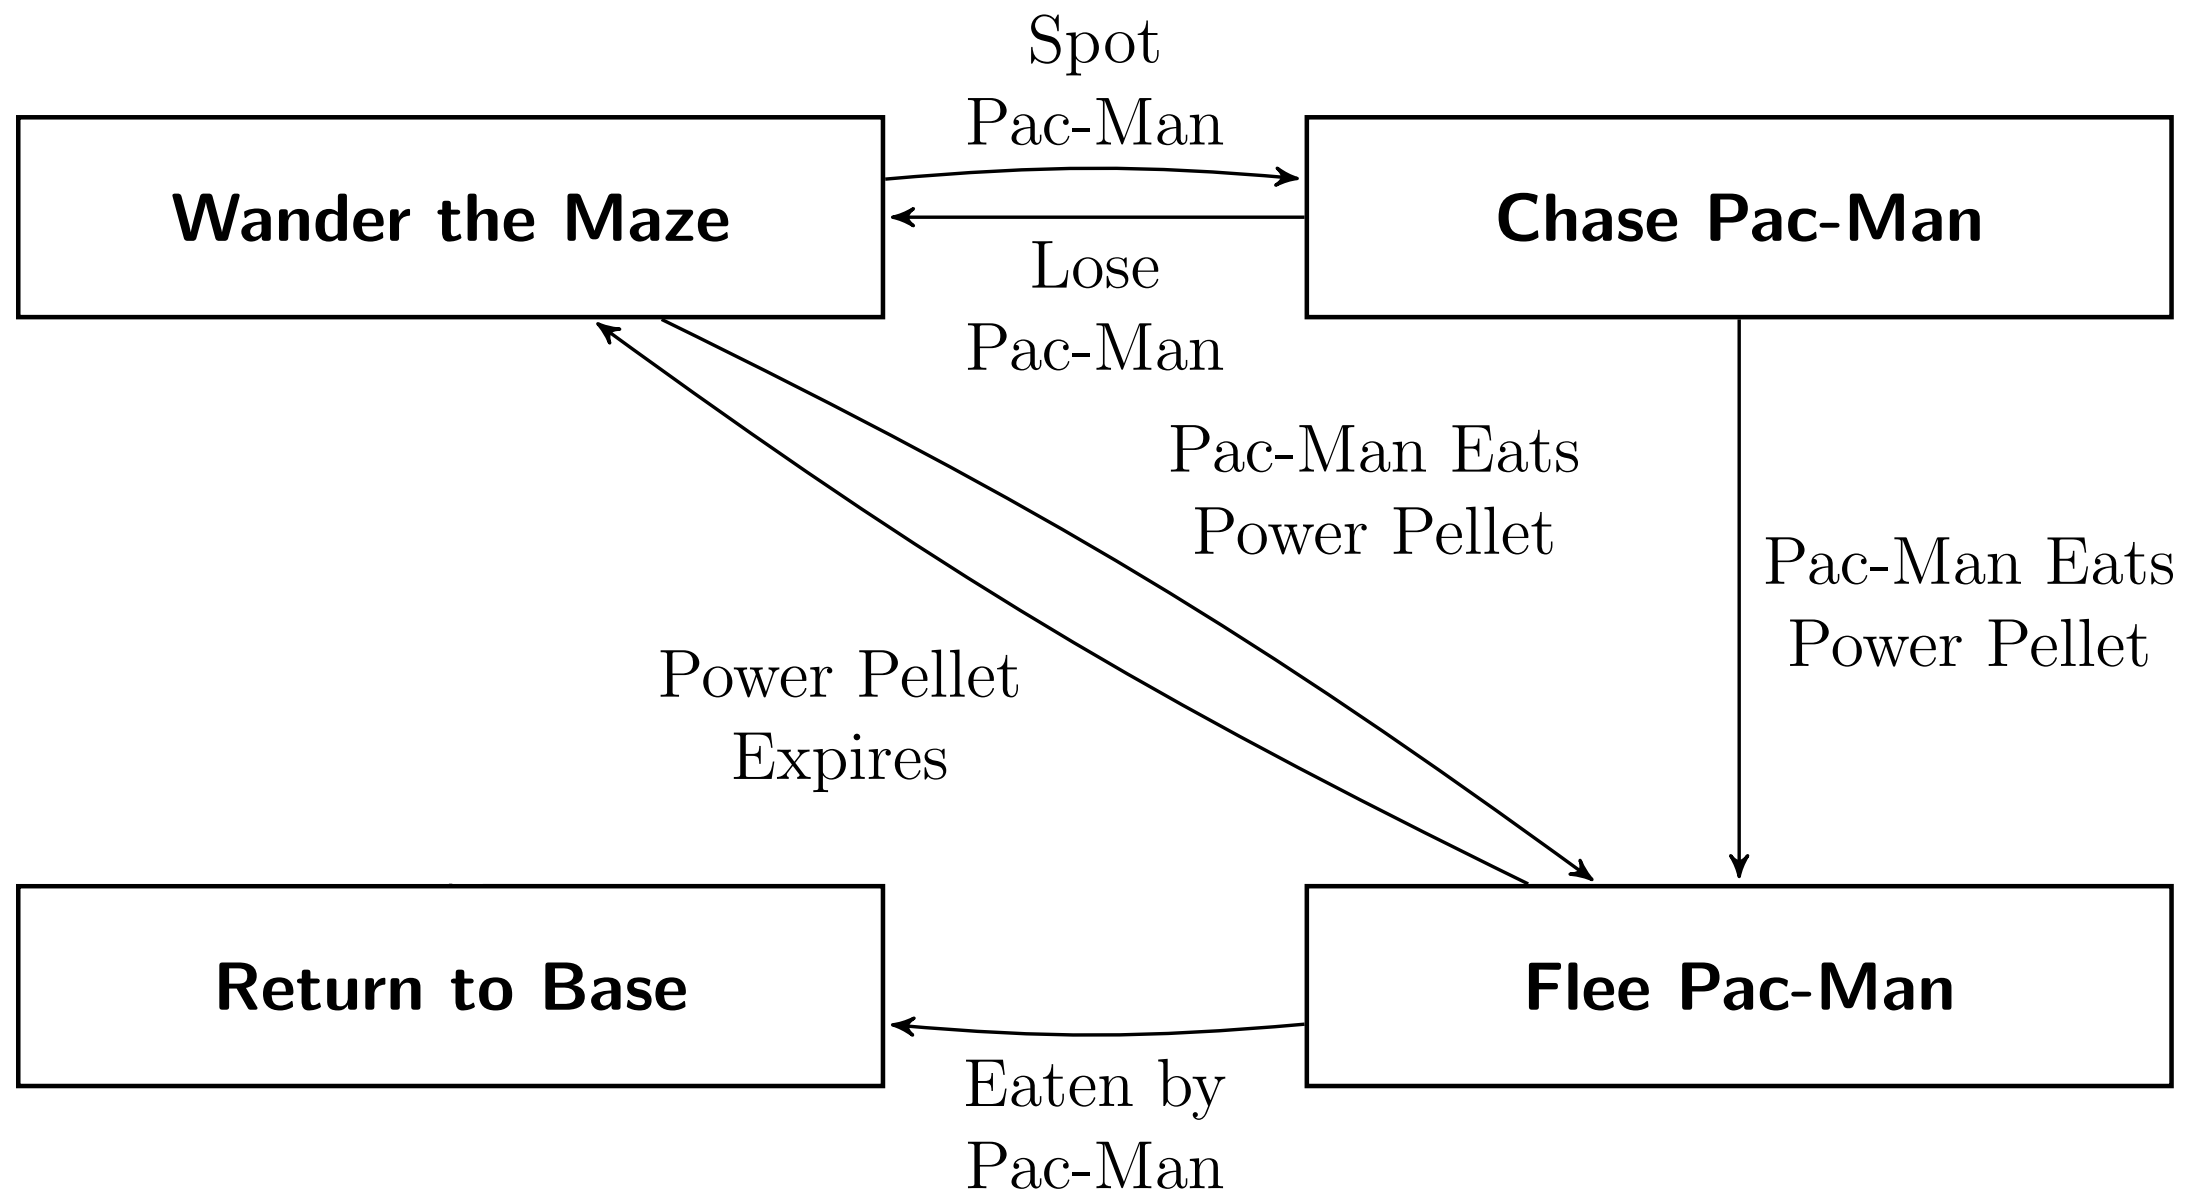 Spot
Pac-Man
Wander the Maze
Chase Pac-Man
Lose
Pac-Man
Pac-Man Eats
Power Pellet
Pac-Man Eats
Power Pellet
Power Pellet
Expires
Return to Base
Flee Pac-Man
Eaten by
Pac-Man